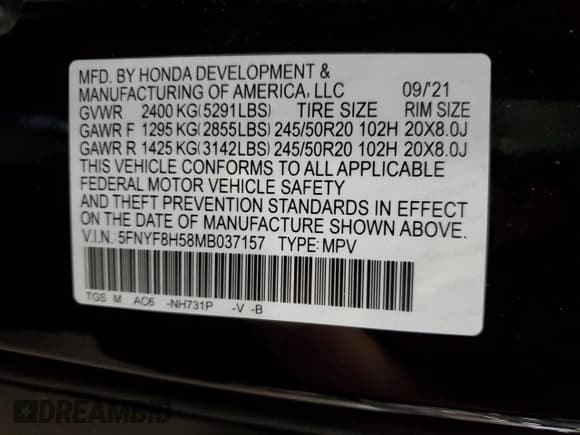 MFD. BY HONDA DEVELOPMENT &
MANUFACTURING OF AMERICA, LLC 09/'21
GVWR 2400 KG(5291LBS) TIRE SIZE RIM SIZE
GAWR F 1295 KG(2855LBS) 245/50R20 102H 20X8.0J
GAWR R 1425 KG(3142LBS) 245/50R20 102H 20X8.0J
THIS VEHICLE CONFORMS TO ALL APPLICABLE
FEDERAL MOTOR VEHICLE SAFETY
AND THEFT PREVENTION STANDARDS IN EFFECT
ON THE DATE OF MANUFACTURE SHOWN ABOVE.
V.I.N.: 5FNYF8H58MB037157 TYPE: MPV
TGS M AC6 -NH731P -V -B
DREAMBID